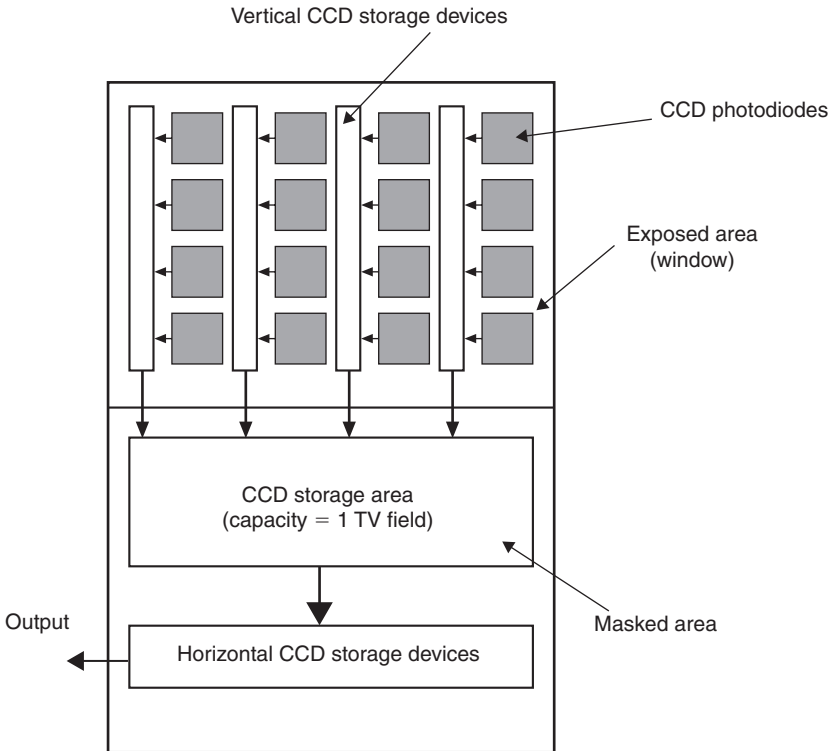 Vertical CCD storage devices
CCD photodiodes
Exposed area
(window)
CCD storage area
(capacity = 1 TV field)
Output
Masked area
Horizontal CCD storage devices